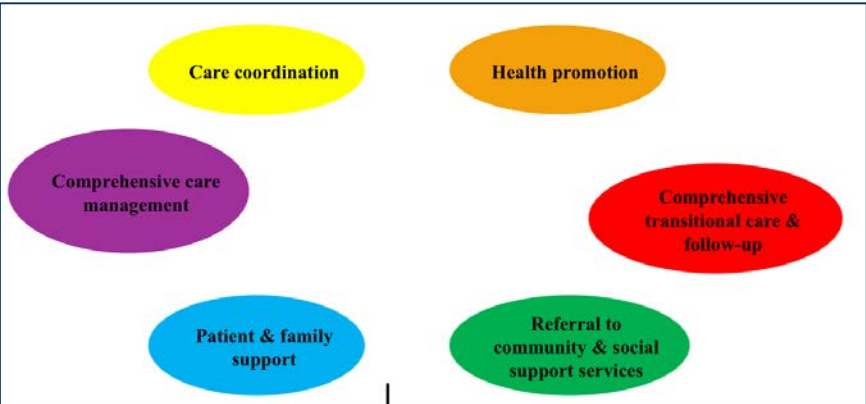 Care coordination
Health promotion
Comprehensive care
management
Comprehensive
transitional care &
follow-up
Patient & family
support
Referral to
community & social
support services